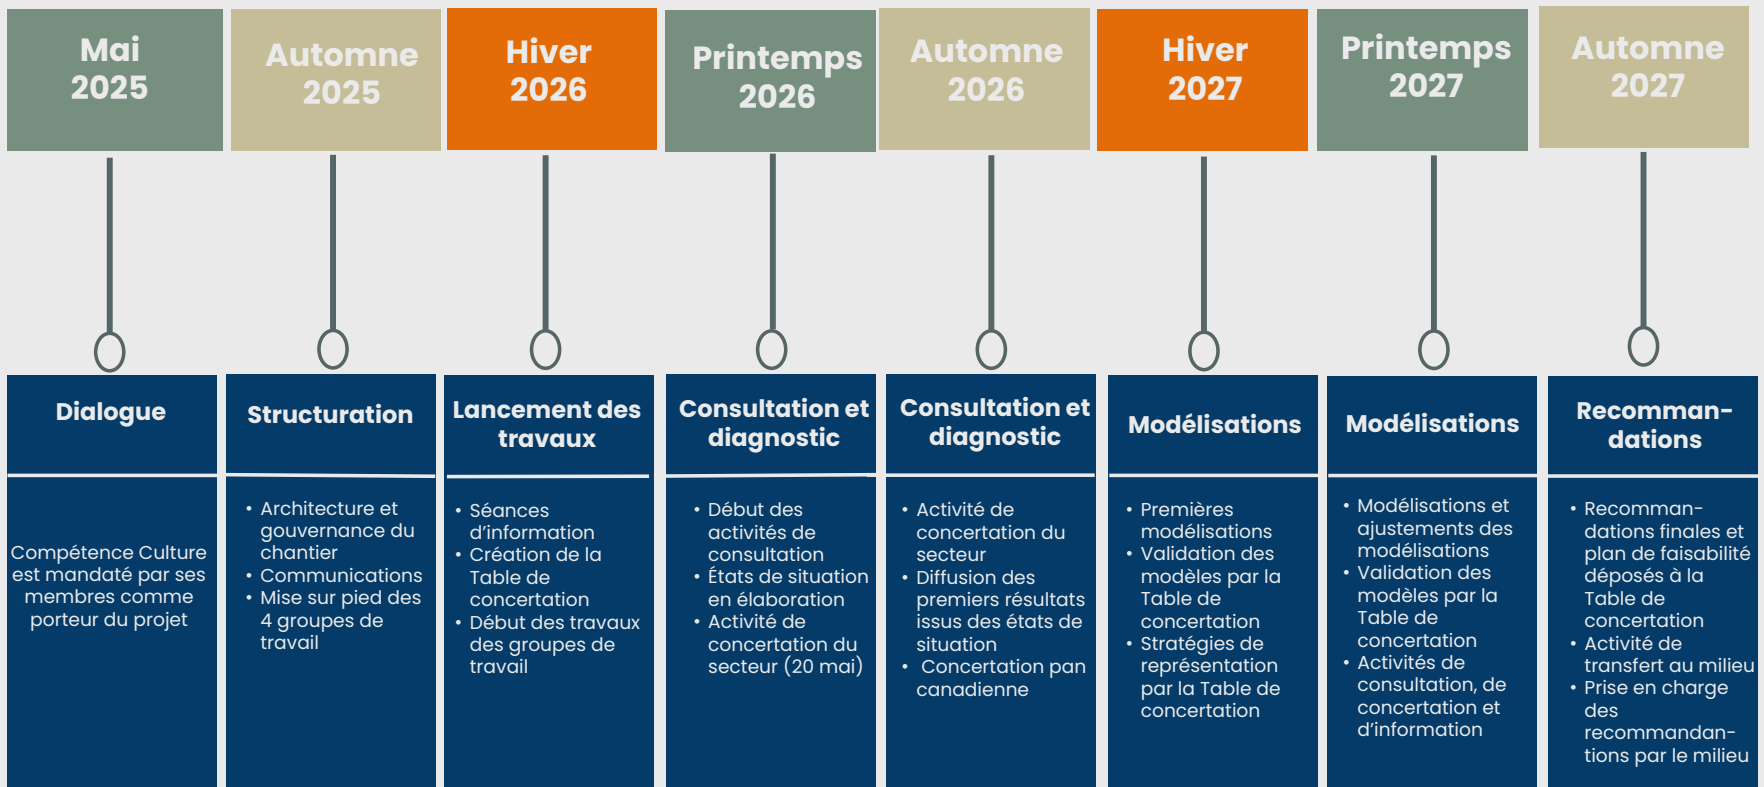 Mai
2025
Automne
2025
Hiver
2026
Printemps
2026
Automne
2026
Hiver
2027
Printemps
2027
Automne
2027
Dialogue
Compétence Culture
est mandaté par ses
membres comme
porteur du projet
Structuration
• Architecture et
gouvernance du
chantier
• Communications
• Mise sur pied des
4 groupes de
travail
Lancement des
travaux
• Séances
d'information
• Création de la
Table de
concertation
• Début des travaux
des groupes de
travail
Consultation et
diagnostic
• Début des
activités de
consultation
• États de situation
en élaboration
• Activité de
concertation du
secteur (20 mai)
Consultation et
diagnostic
• Activité de
concertation du
secteur
• Diffusion des
premiers résultats
issus des états de
situation
• Concertation pan
canadienne
Modélisations
• Premières
modélisations
• Validation des
modèles par la
Table de
concertation
• Stratégies de
représentation
par la Table de
concertation
Modélisations
• Modélisations et
ajustements des
modélisations
• Validation des
modèles par la
Table de
concertation
• Activités de
consultation, de
concertation et
d'information
Recomman-
dations
• Recomman-
dations finales et
plan de faisabilité
déposés à la
Table de
concertation
• Activité de
transfert au milieu
• Prise en charge
des
recommandan-
tions par le milieu